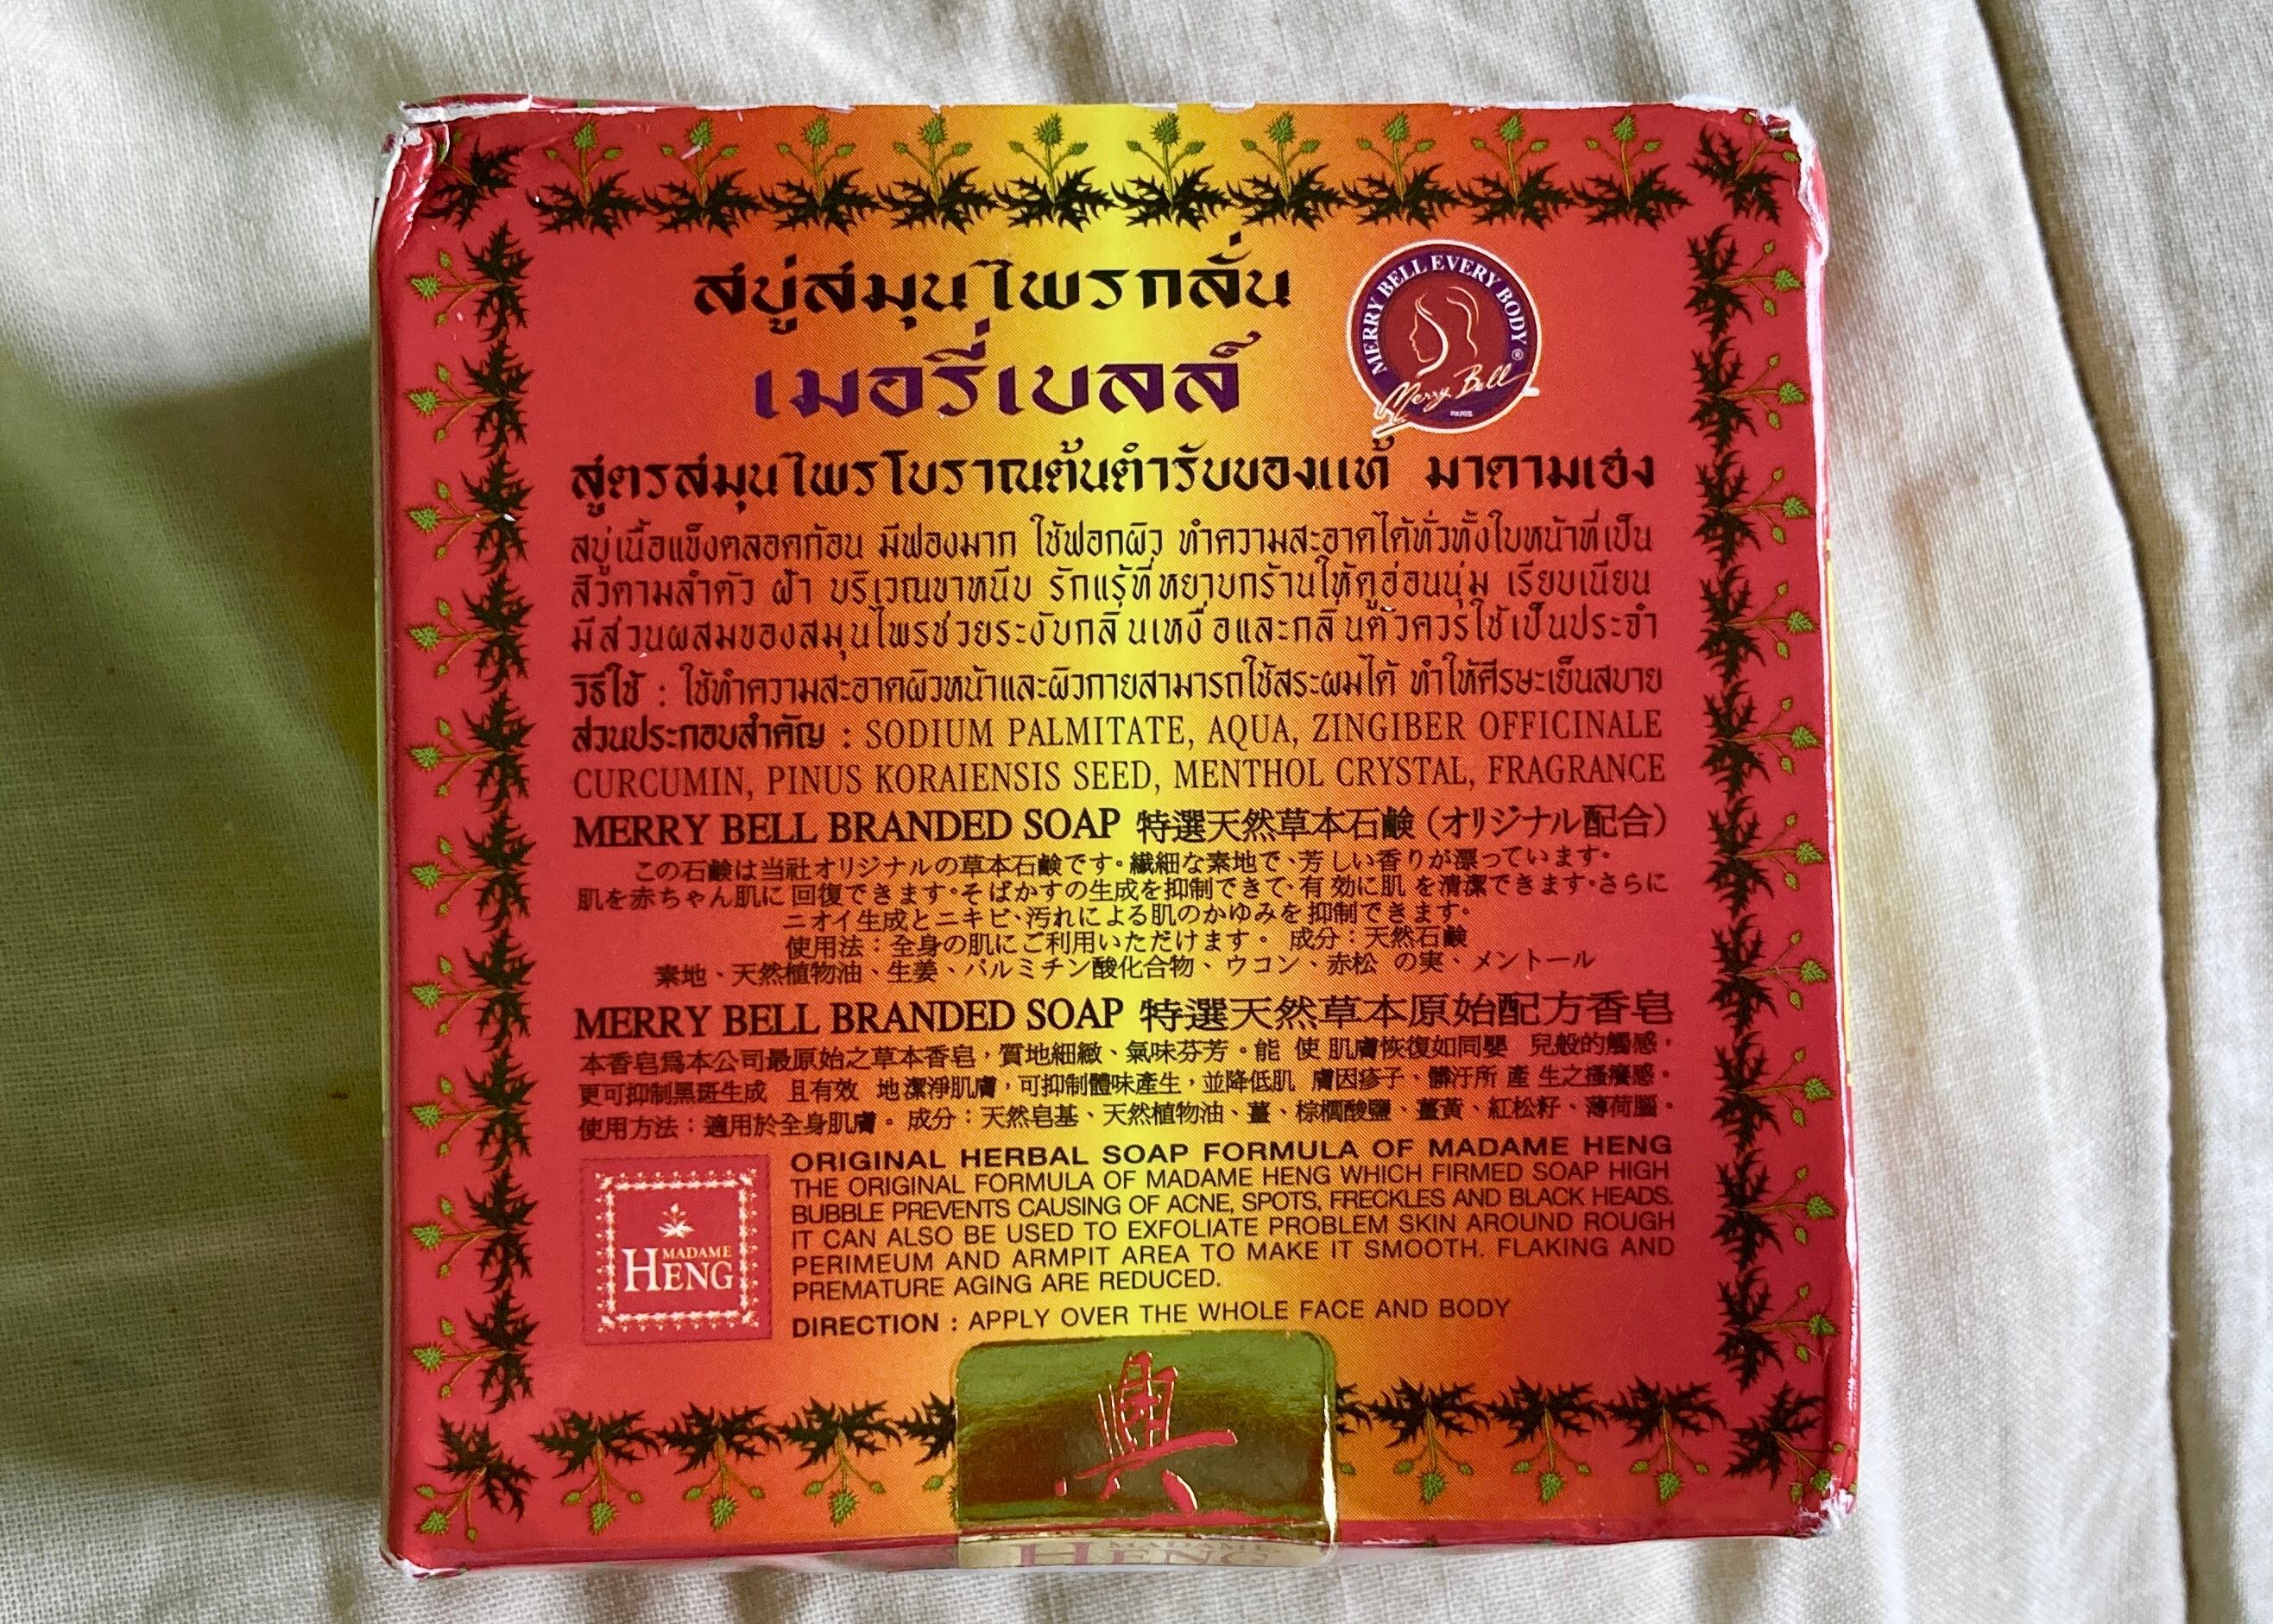 สบู่สมุนไพรกลั่น
เมอรี่เบลล์
MERRY BELL EVERY BODY ®
Merry Bell
PARIS
สูตรสมุนไพรโบราณต้นตำรับของแท้ มาดามเฮง
สบู่เนื้อแข็งตลอดก้อน มีฟองมาก ใช้ฟอกผิว ทำความสะอาดได้ทั่วทั้งใบหน้าที่เป็น
สิวตามลำตัว ฝ้า บริเวณขาหนีบ รักแร้ที่หยาบกร้านให้ดูอ่อนนุ่ม เรียบเนียน
มีส่วนผสมของสมุนไพรช่วยระงับกลิ่นเหงื่อและกลิ่นตัวควรใช้เป็นประจำ
วิธีใช้ : ใช้ทำความสะอาดผิวหน้าและผิวกายสามารถใช้สระผมได้ ทำให้ศีรษะเย็นสบาย
ส่วนประกอบสำคัญ : SODIUM PALMITATE, AQUA, ZINGIBER OFFICINALE
CURCUMIN, PINUS KORAIENSIS SEED, MENTHOL CRYSTAL, FRAGRANCE
MERRY BELL BRANDED SOAP 特選天然草本石鹸（オリジナル配合）
この石鹸は当社オリジナルの草本石鹸です。繊細な素地で、芳しい香りが漂っています。
肌を赤ちゃん肌に回復できます。そばかすの生成を抑制できて、有効に肌を清潔できます。さらに
ニオイ生成とニキビ、汚れによる肌のかゆみを抑制できます。
使用法：全身の肌にご利用いただけます。 成分：天然石鹸
素地、天然植物油、生姜、パルミチン酸化合物、ウコン、赤松 の実、メントール
MERRY BELL BRANDED SOAP 特選天然草本原始配方香皂
本香皂爲本公司最原始之草本香皂，質地細緻、氣味芬芳。能 使 肌膚恢復如同嬰 兒般的觸感，
更可抑制黑斑生成 且有效 地潔淨肌膚，可抑制體味產生，並降低肌 膚因疹子、髒汙所 產 生之搔癢感。
使用方法：適用於全身肌膚。成分：天然皂基、天然植物油、薑、棕櫚酸鹽、薑黃、紅松籽、薄荷腦。
ORIGINAL HERBAL SOAP FORMULA OF MADAME HENG
THE ORIGINAL FORMULA OF MADAME HENG WHICH FIRMED SOAP HIGH
BUBBLE PREVENTS CAUSING OF ACNE, SPOTS, FRECKLES AND BLACK HEADS.
IT CAN ALSO BE USED TO EXFOLIATE PROBLEM SKIN AROUND ROUGH
PERIMEUM AND ARMPIT AREA TO MAKE IT SMOOTH. FLAKING AND
PREMATURE AGING ARE REDUCED.
DIRECTION : APPLY OVER THE WHOLE FACE AND BODY
MADAME
HENG
興
MADAME
HENG